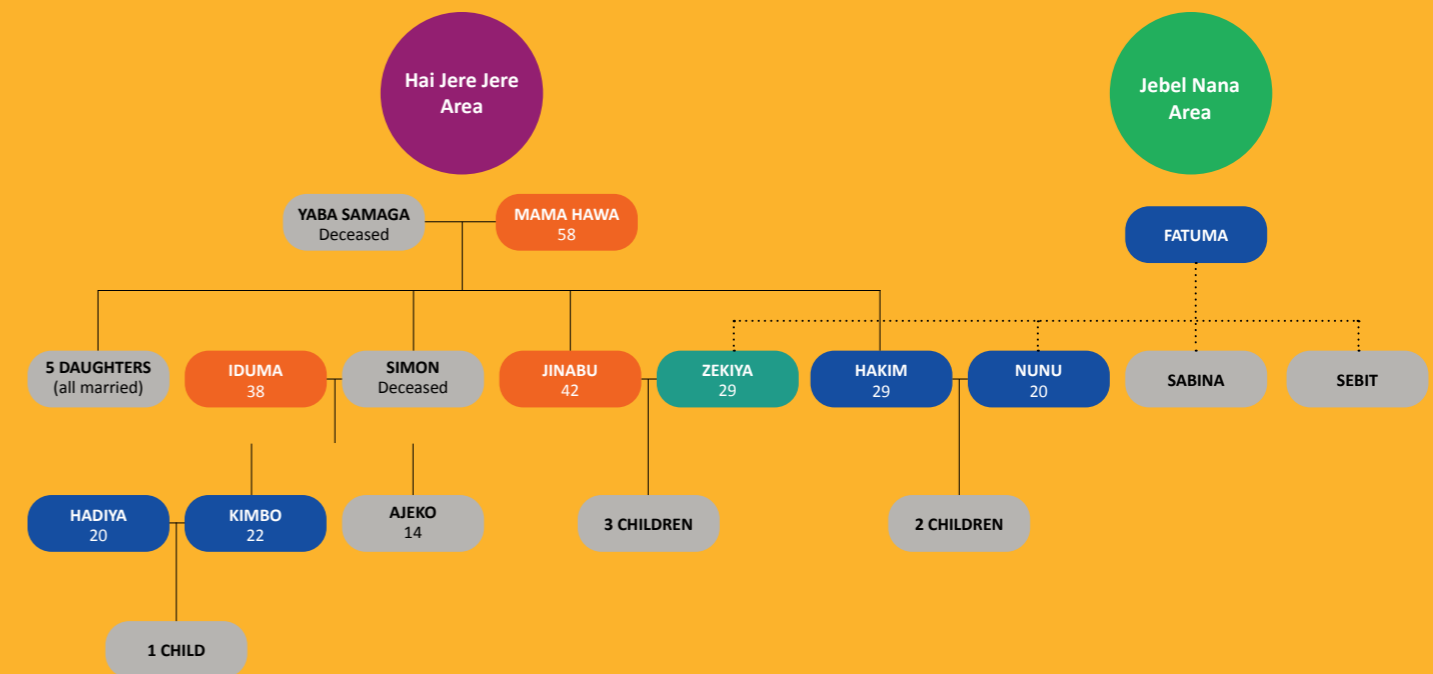 Hai Jere Jere
Area
Jebel Nana
Area
YABA SAMAGA
Deceased
MAMA HAWA
58
FATUMA
5 DAUGHTERS
(all married)
IDUMA
38
SIMON
Deceased
JINABU
42
ZEKIYA
29
HAKIM
29
NUNU
20
SABINA
SEBIT
HADIYA
20
KIMBO
22
AJEKO
14
3 CHILDREN
2 CHILDREN
1 CHILD